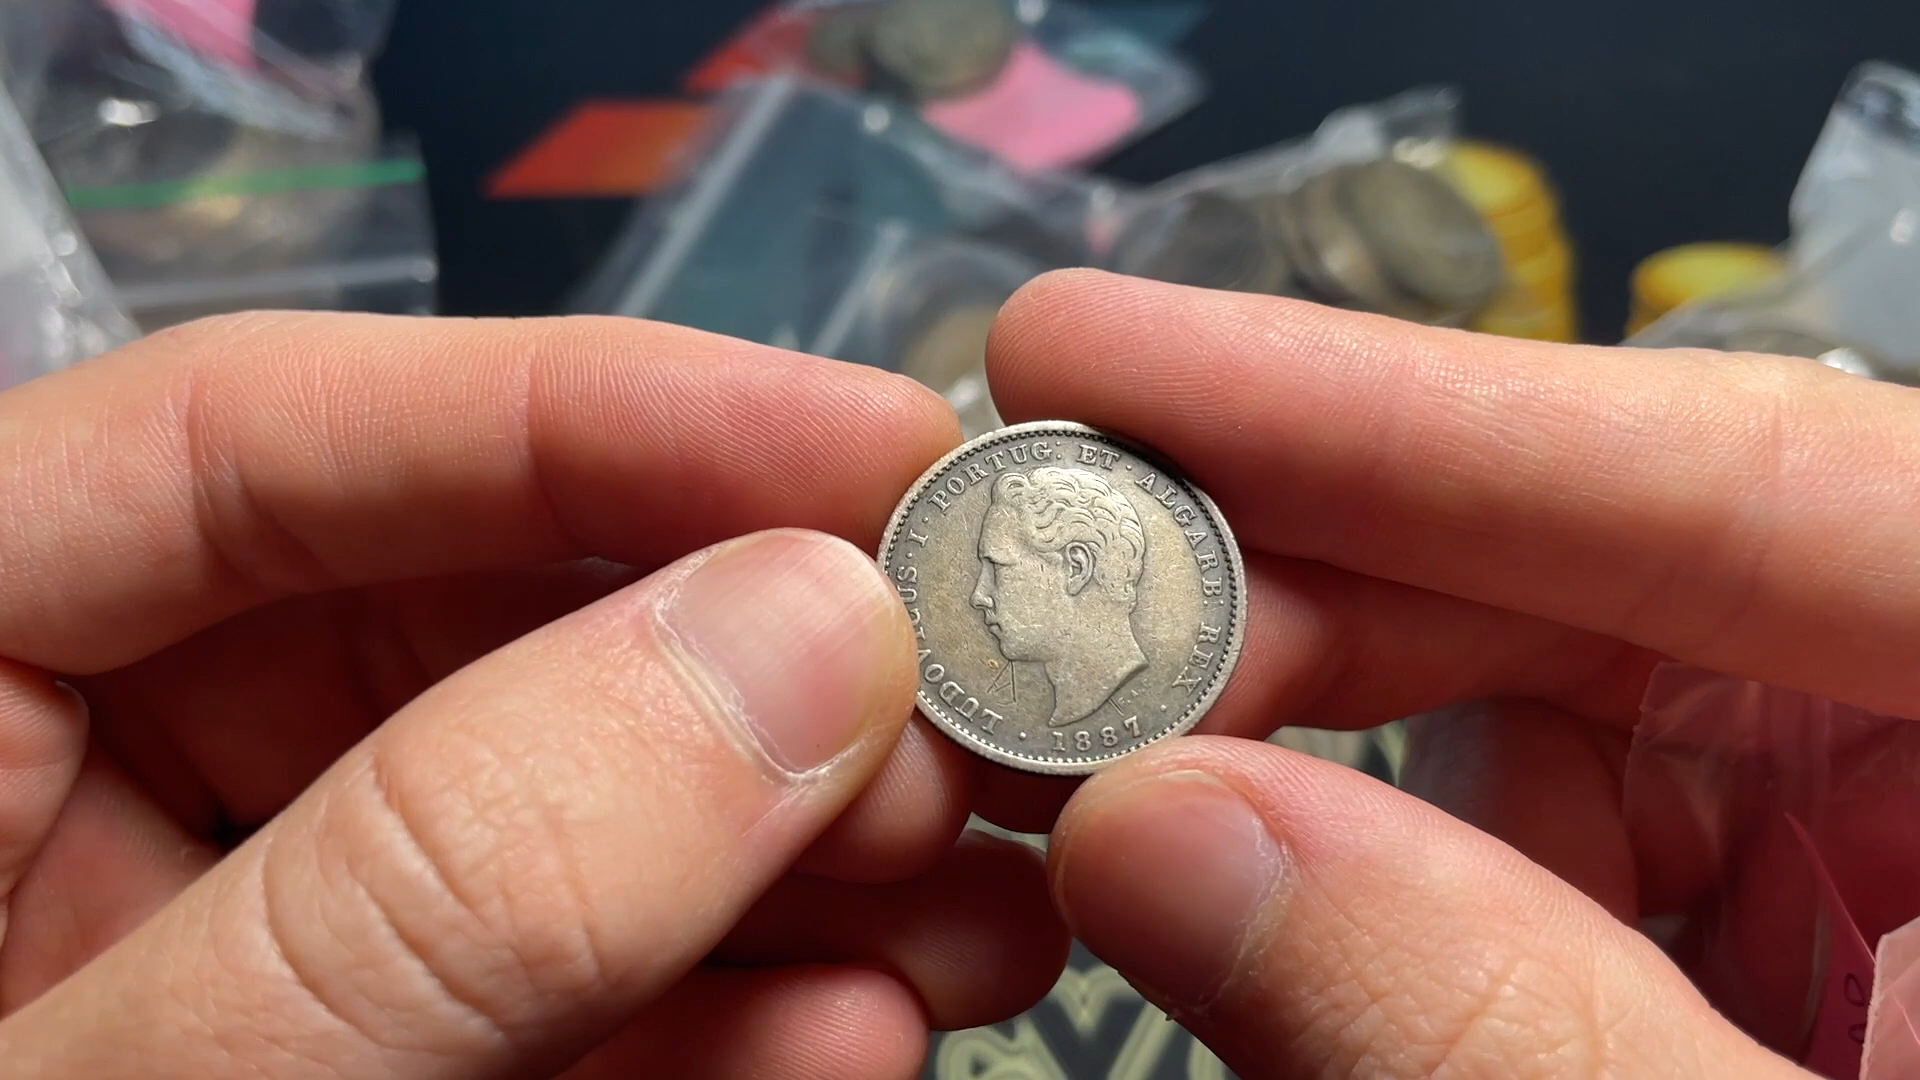 LUDOVICUS · I · PORTUG: ET · ALGARB: REX ·
· 1887 ·